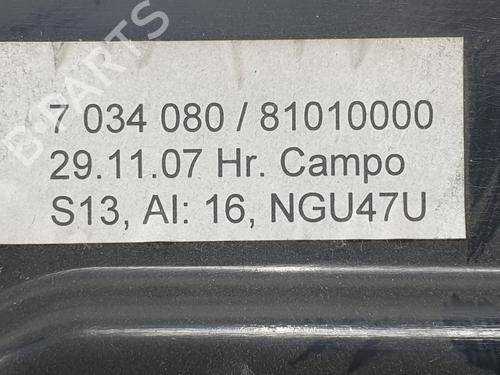 7 034 080 / 81010000
29.11.07 Hr. Campo
S13, AI: 16, NGU47U
B-PARTS